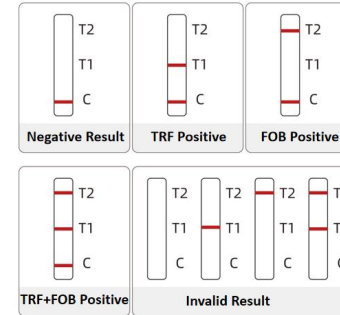 T2 T2 T2
T1 T1 T1
C C C
Negative Result TRF Positive FOB Positive
T2 T2 T2 T2
T1 T1 T1 T1
C C C C
TRF+FOB Positive Invalid Result